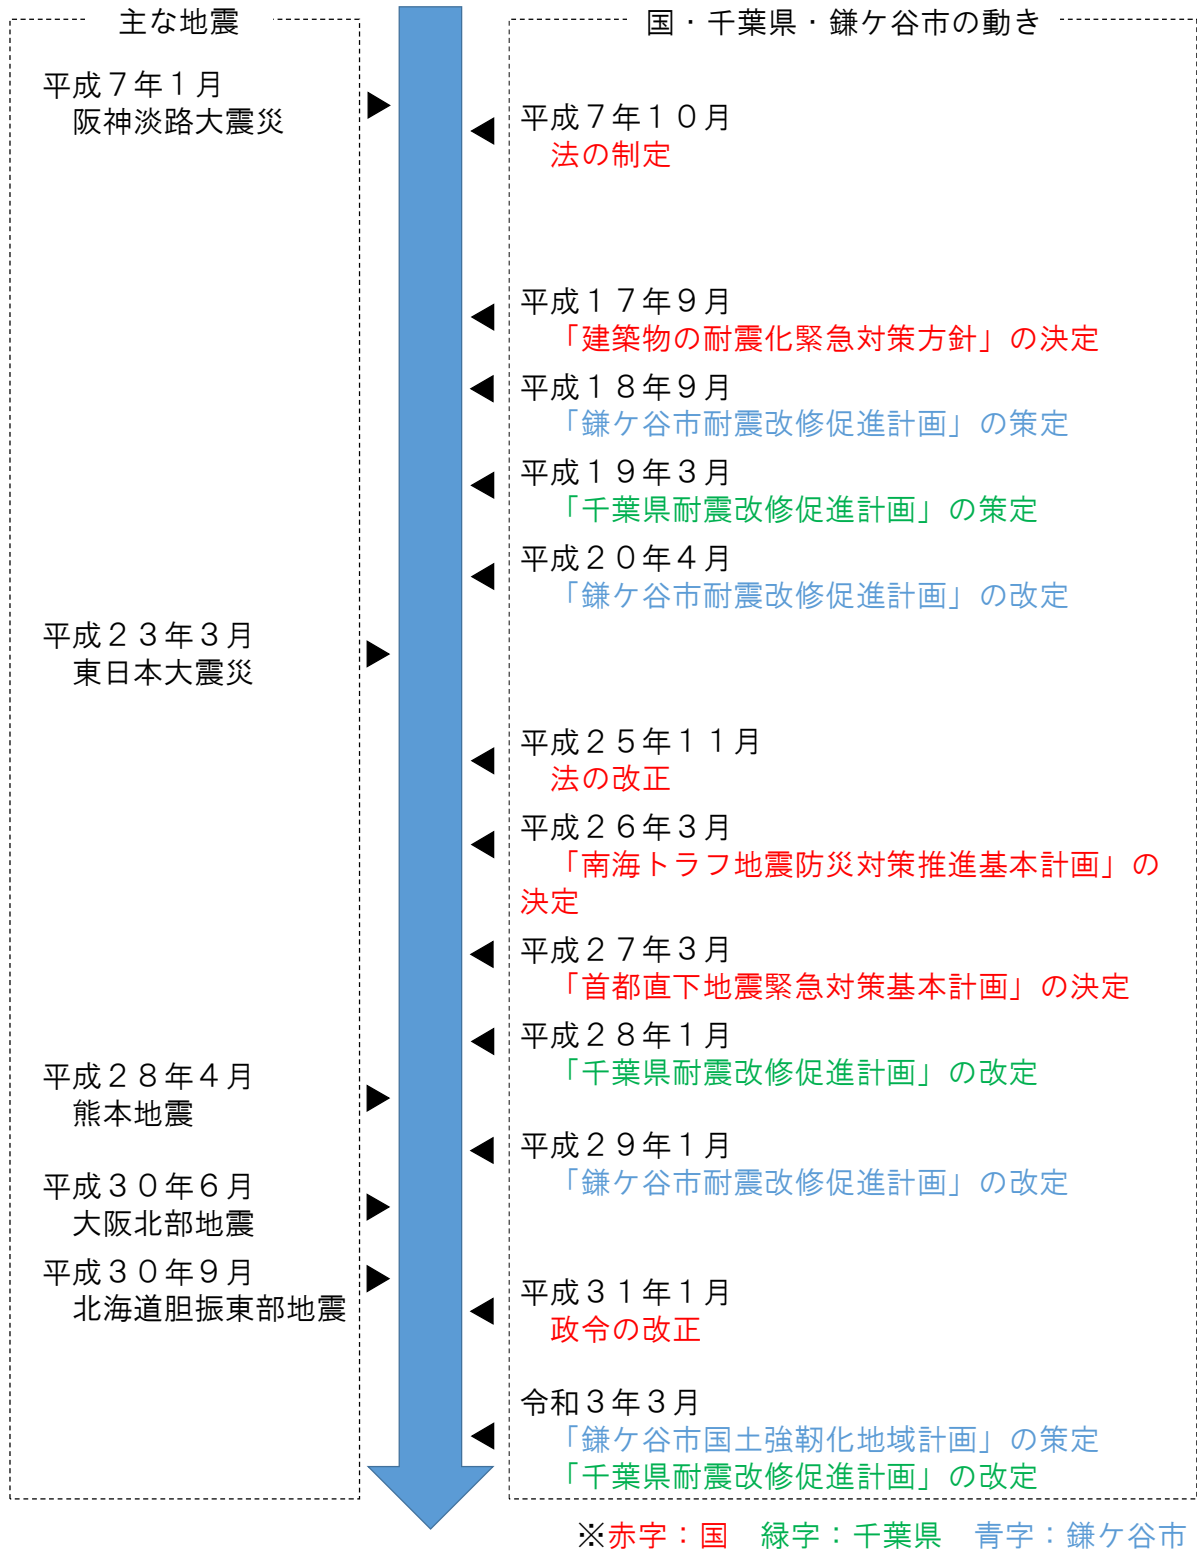 主な地震
平成７年１月
阪神淡路大震災
平成２３年３月
東日本大震災
平成２８年４月
熊本地震
平成３０年６月
大阪北部地震
平成３０年９月
北海道胆振東部地震
国・千葉県・鎌ケ谷市の動き
平成７年１０月
法の制定
平成１７年９月
「建築物の耐震化緊急対策方針」の決定
平成１８年９月
「鎌ケ谷市耐震改修促進計画」の策定
平成１９年３月
「千葉県耐震改修促進計画」の策定
平成２０年４月
「鎌ケ谷市耐震改修促進計画」の改定
平成２５年１１月
法の改正
平成２６年３月
「南海トラフ地震防災対策推進基本計画」の
決定
平成２７年３月
「首都直下地震緊急対策基本計画」の決定
平成２８年１月
「千葉県耐震改修促進計画」の改定
平成２９年１月
「鎌ケ谷市耐震改修促進計画」の改定
平成３１年１月
政令の改正
令和３年３月
「鎌ケ谷市国土強靭化地域計画」の策定
「千葉県耐震改修促進計画」の改定
※赤字：国　緑字：千葉県　青字：鎌ケ谷市